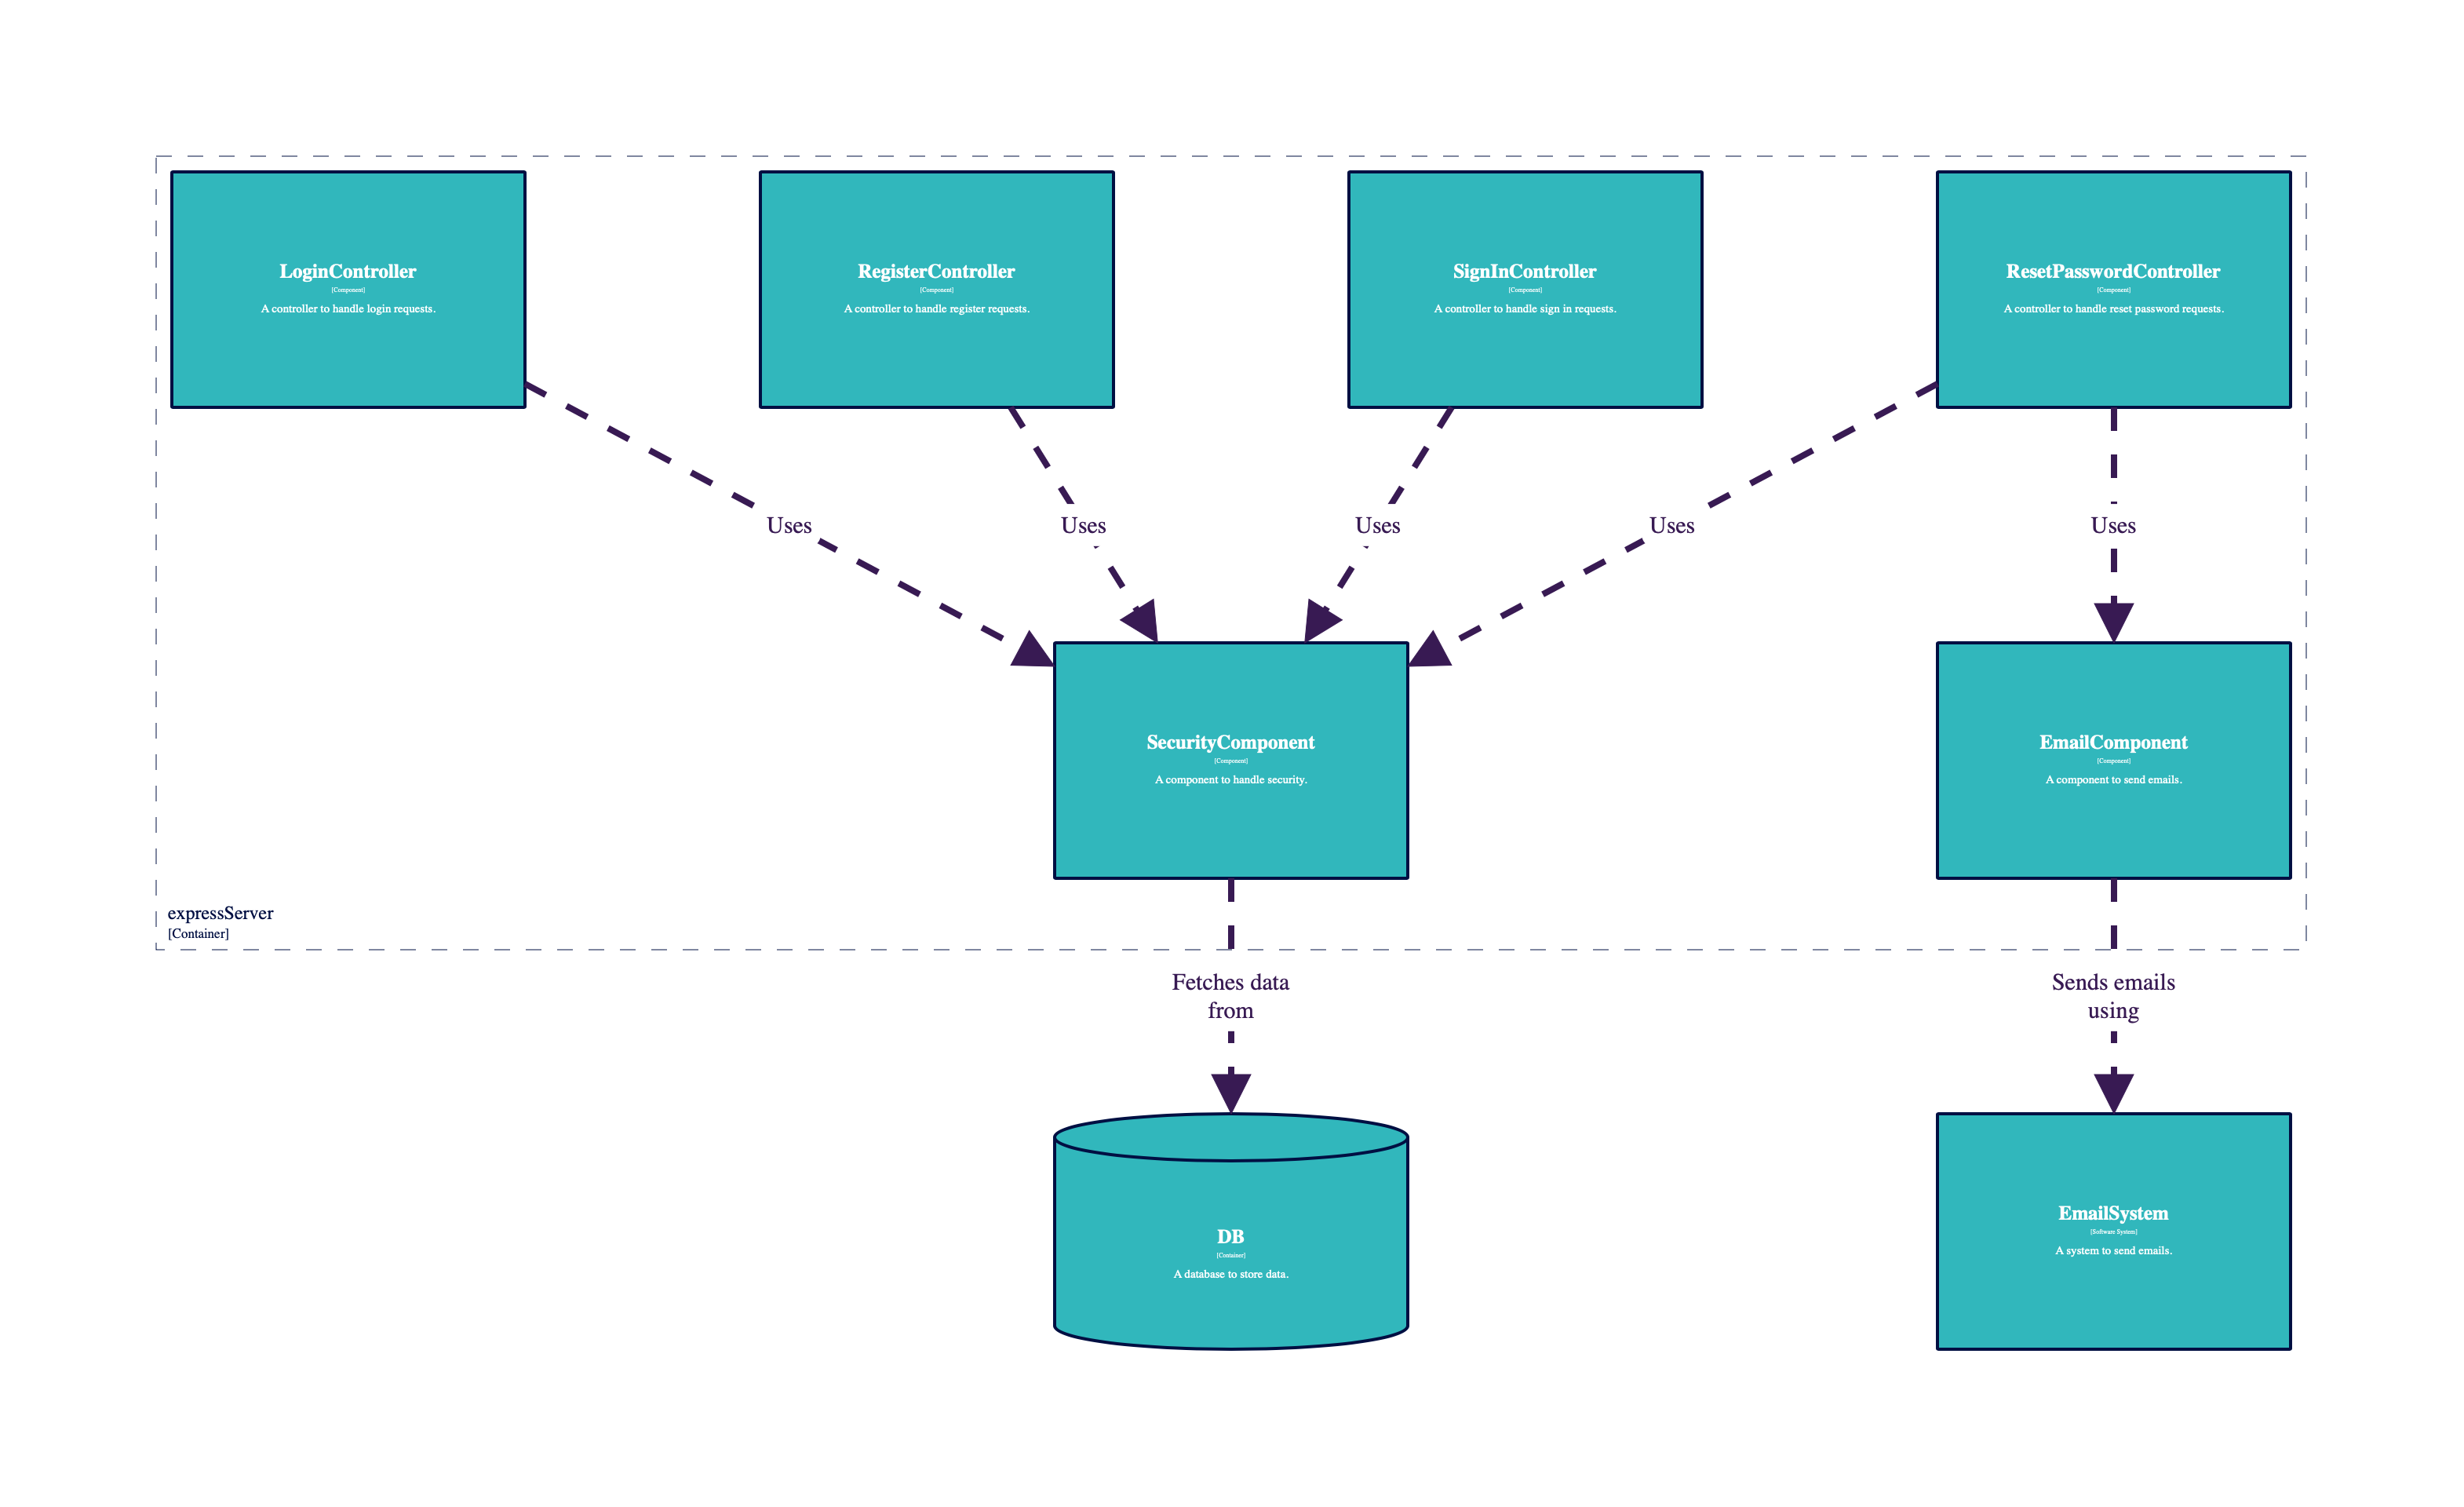 LoginController
[Component]
A controller to handle login requests.
RegisterController
[Component]
A controller to handle register requests.
SignInController
[Component]
A controller to handle sign in requests.
ResetPasswordController
[Component]
A controller to handle reset password requests.
Uses
Uses
Uses
Uses
Uses
SecurityComponent
[Component]
A component to handle security.
EmailComponent
[Component]
A component to send emails.
expressServer
[Container]
Fetches data
from
Sends emails
using
DB
[Container]
A database to store data.
EmailSystem
[Software System]
A system to send emails.